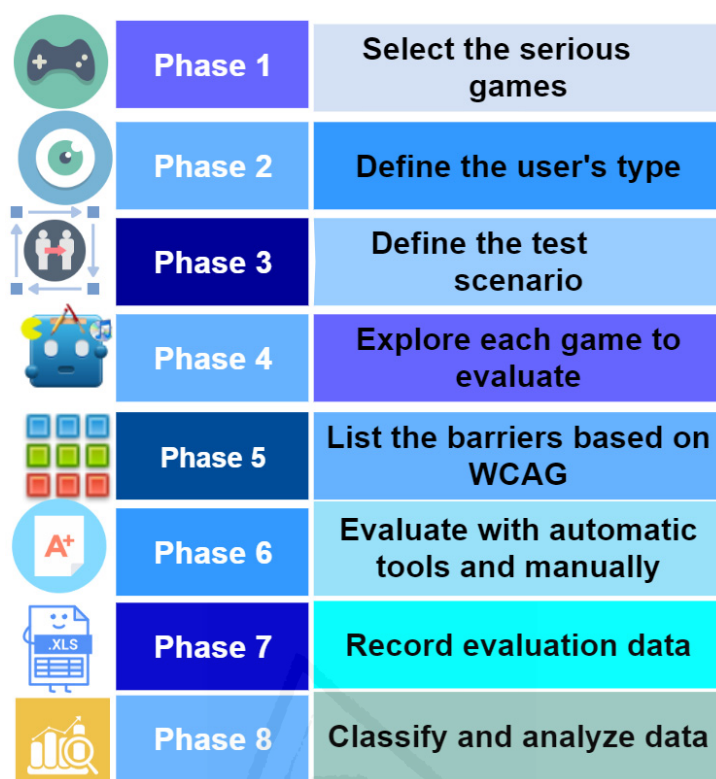 Phase 1
Select the serious
games
Phase 2
Define the user's type
Phase 3
Define the test
scenario
Phase 4
Explore each game to
evaluate
Phase 5
List the barriers based on
WCAG
A+
Phase 6
Evaluate with automatic
tools and manually
.XLS
Phase 7
Record evaluation data
Phase 8
Classify and analyze data